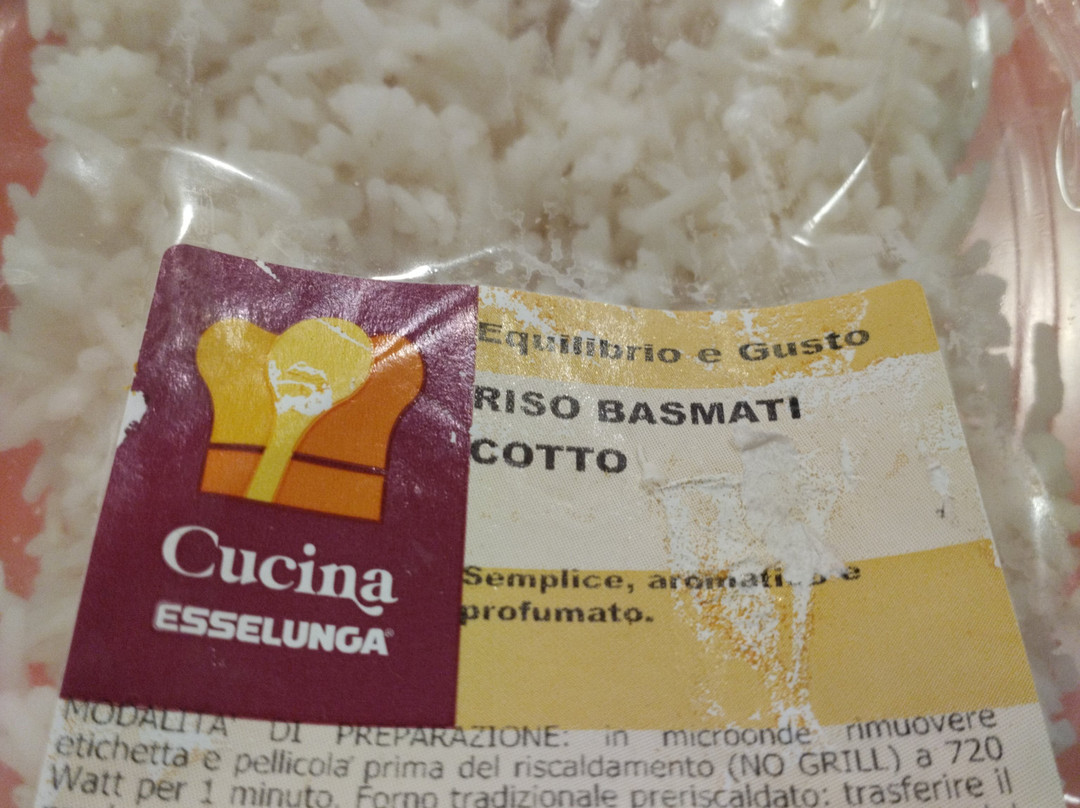 Equilibrio e Gusto
RISO BASMATI
COTTO
Semplice, aromatico e
profumato.
Cucina
ESSELUNGA®
MODALITA' DI PREPARAZIONE: in microonde rimuovere
etichetta e pellicola prima del riscaldamento (NO GRILL) a 720
Watt per 1 minuto. Forno tradizionale preriscaldato: trasferire il